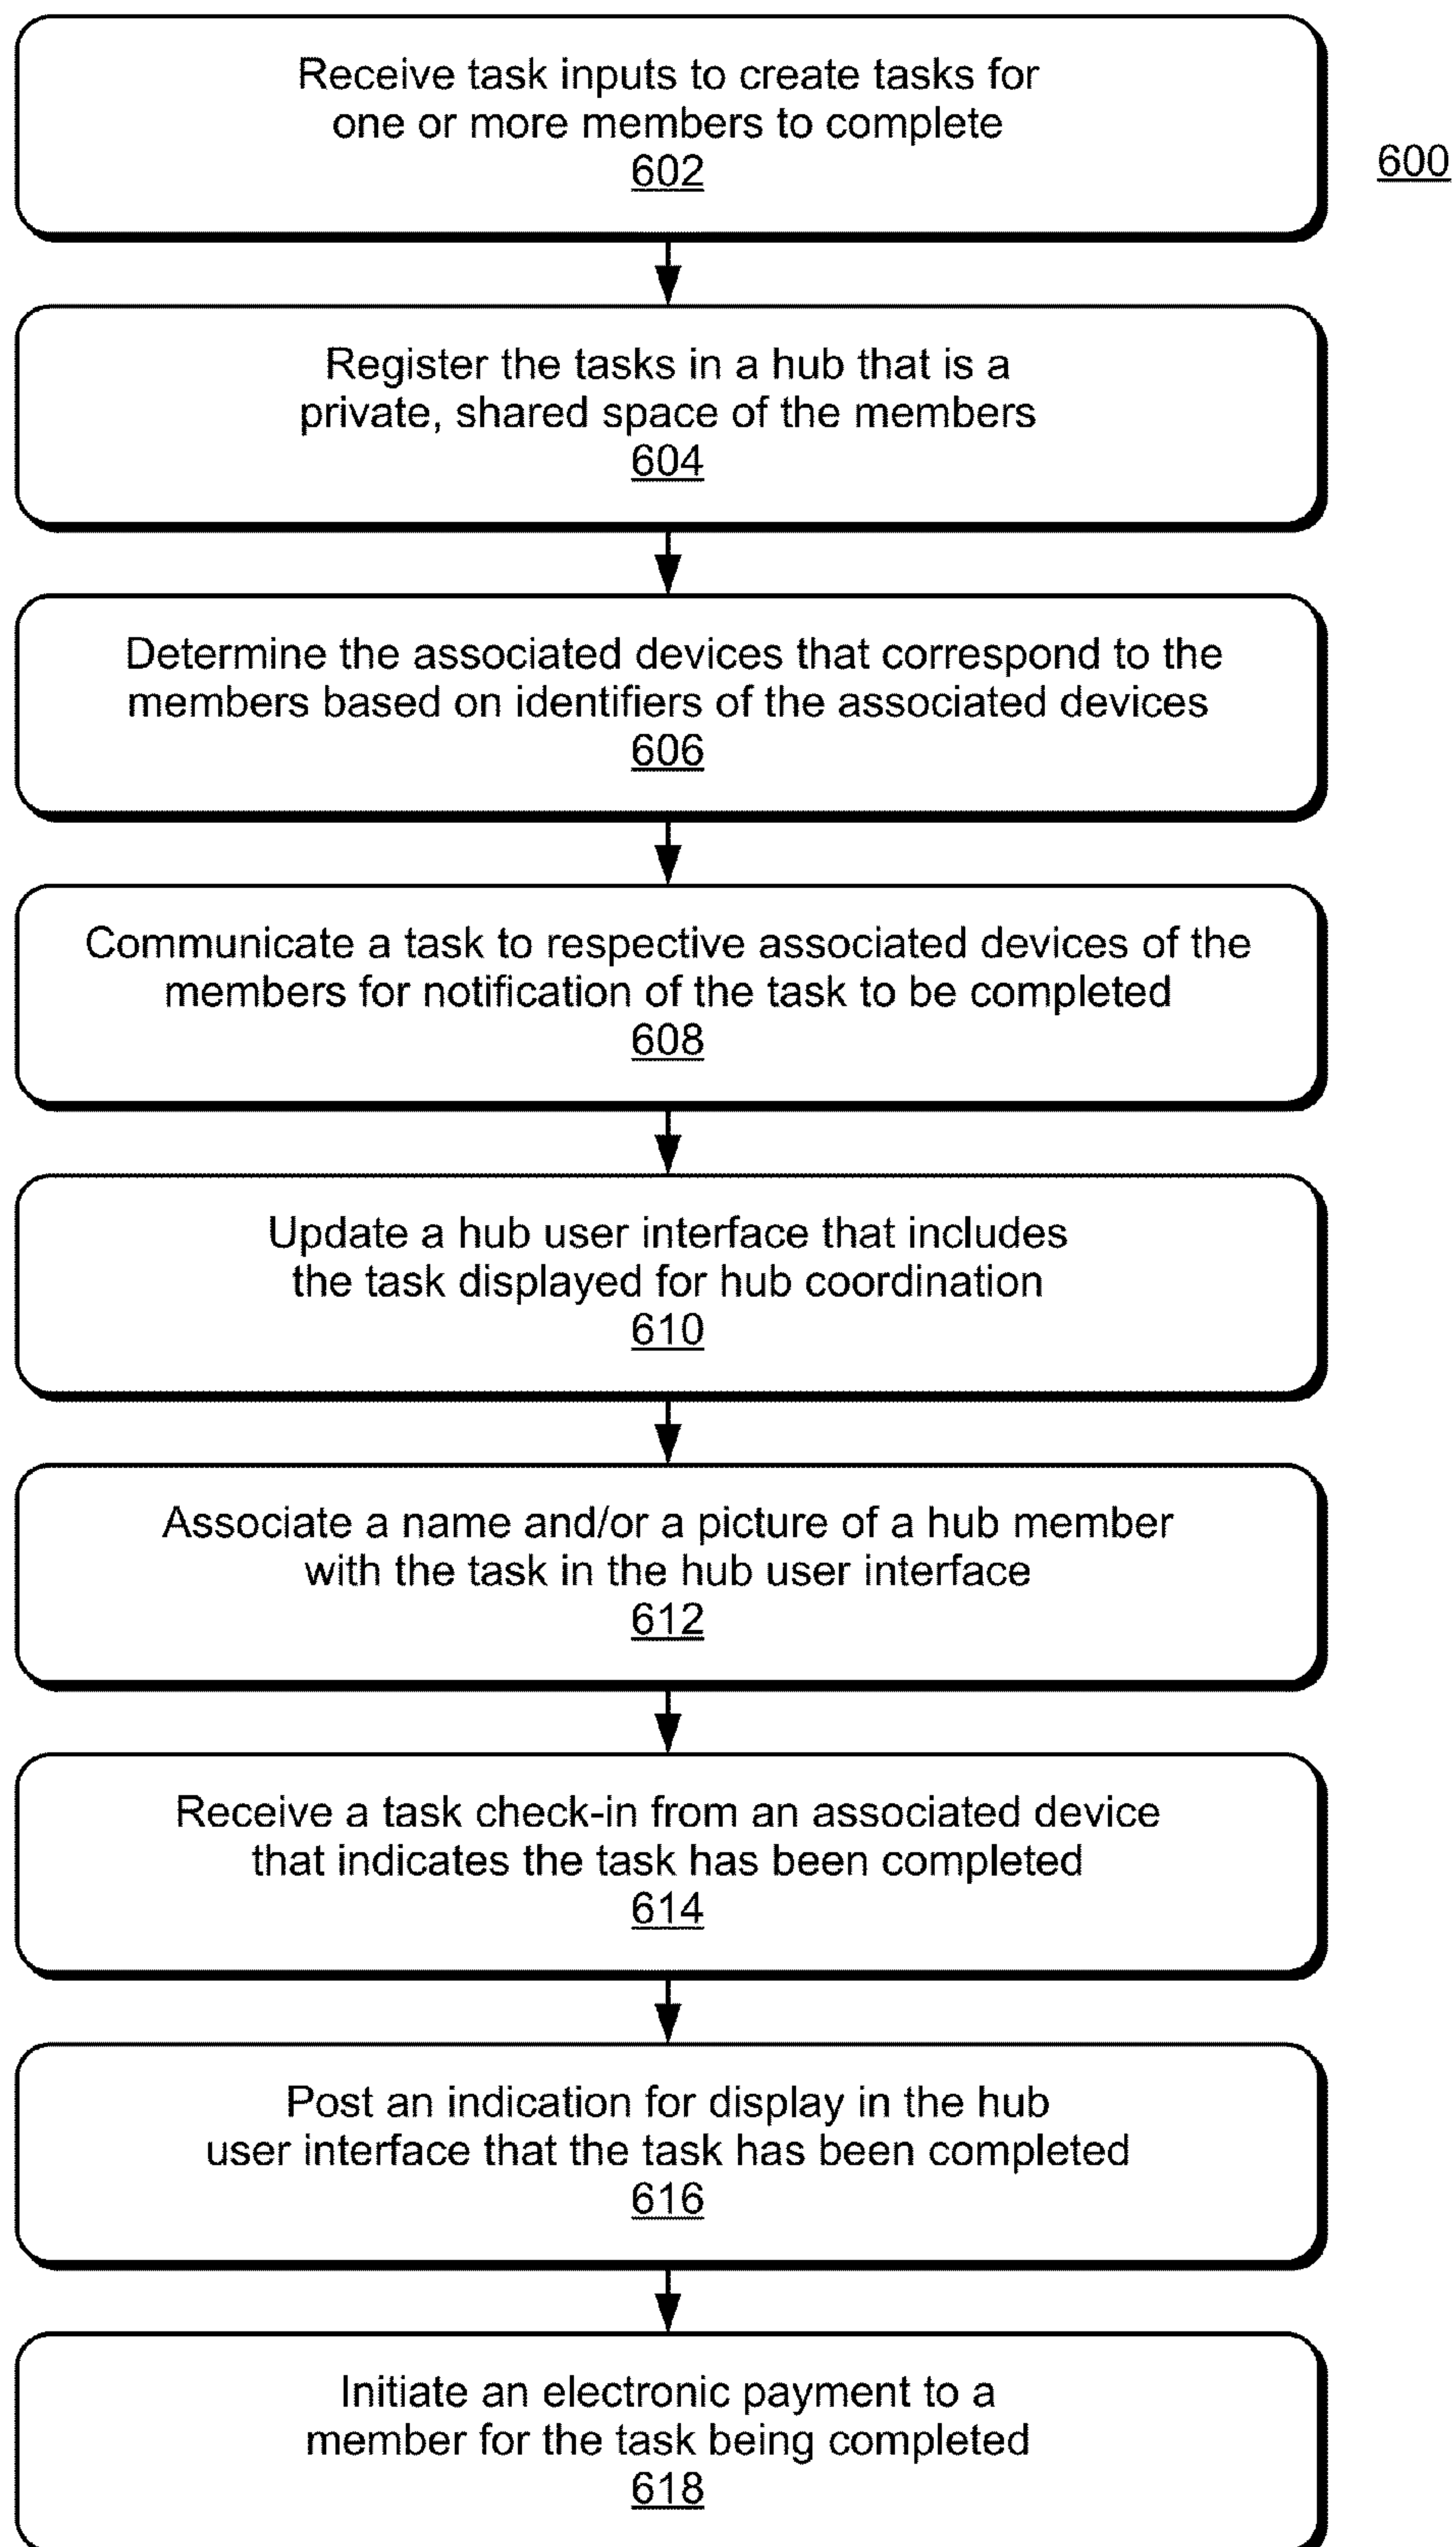 Receive task inputs to create tasks for
one or more members to complete
602
600
Register the tasks in a hub that is a
private, shared space of the members
604
Determine the associated devices that correspond to the
members based on identifiers of the associated devices
606
Communicate a task to respective associated devices of the
members for notification of the task to be completed
608
Update a hub user interface that includes
the task displayed for hub coordination
610
Associate a name and/or a picture of a hub member
with the task in the hub user interface
612
Receive a task check-in from an associated device
that indicates the task has been completed
614
Post an indication for display in the hub
user interface that the task has been completed
616
Initiate an electronic payment to a
member for the task being completed
618